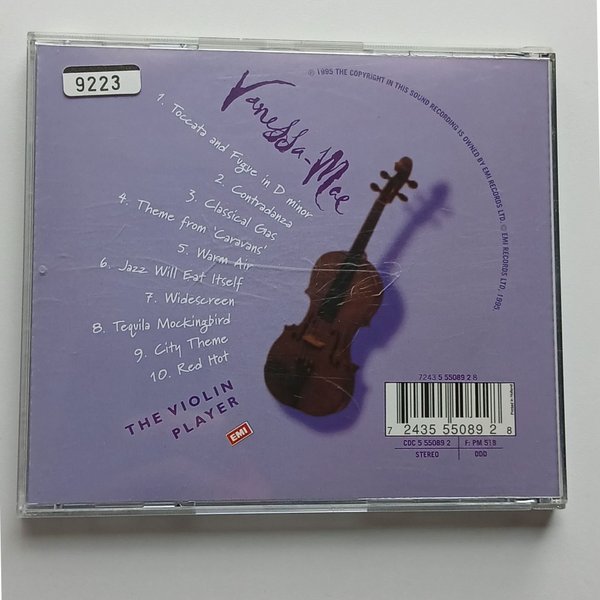 9223
℗ 1995 THE COPYRIGHT IN THIS SOUND RECORDING IS OWNED BY EMI RECORDS LTD. © EMI RECORDS LTD. 1995
Vanessa-Mae
1. Toccata and Fugue in D minor
2. Contradanza
3. Classical Gas
4. Theme from 'Caravans'
5. Warm Air
6. Jazz Will Eat Itself
7. Widescreen
8. Tequila Mockingbird
9. City Theme
10. Red Hot
THE VIOLIN
PLAYER
EMI
7243 5 55089 2 8
7 24355 55089 2 8
CDC 5 55089 2 F: PM 518
STEREO DDD